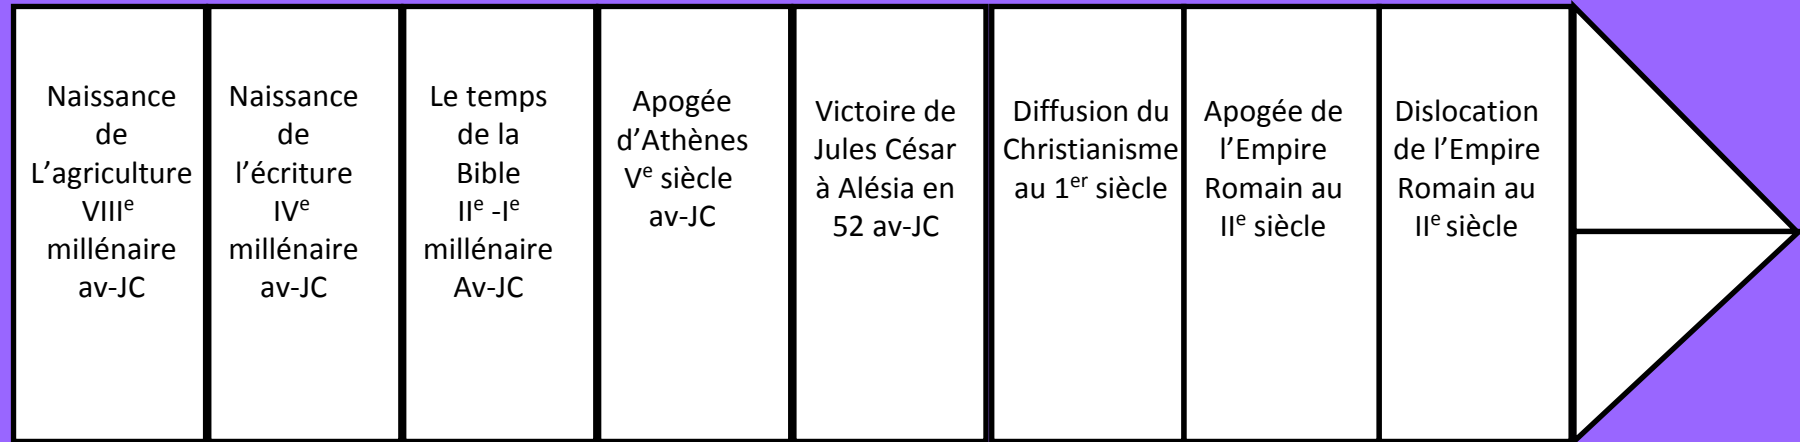 Naissance
de
L’agriculture
VIIIe
millénaire
av-JC
Naissance
de
l’écriture
IVe
millénaire
av-JC
Le temps
de la
Bible
IIe -Ie
millénaire
Av-JC
Apogée
d’Athènes
Ve siècle
av-JC
Victoire de
Jules César
à Alésia en
52 av-JC
Diffusion du
Christianisme
au 1er siècle
Apogée de
l’Empire
Romain au
IIe siècle
Dislocation
de l’Empire
Romain au
IIe siècle